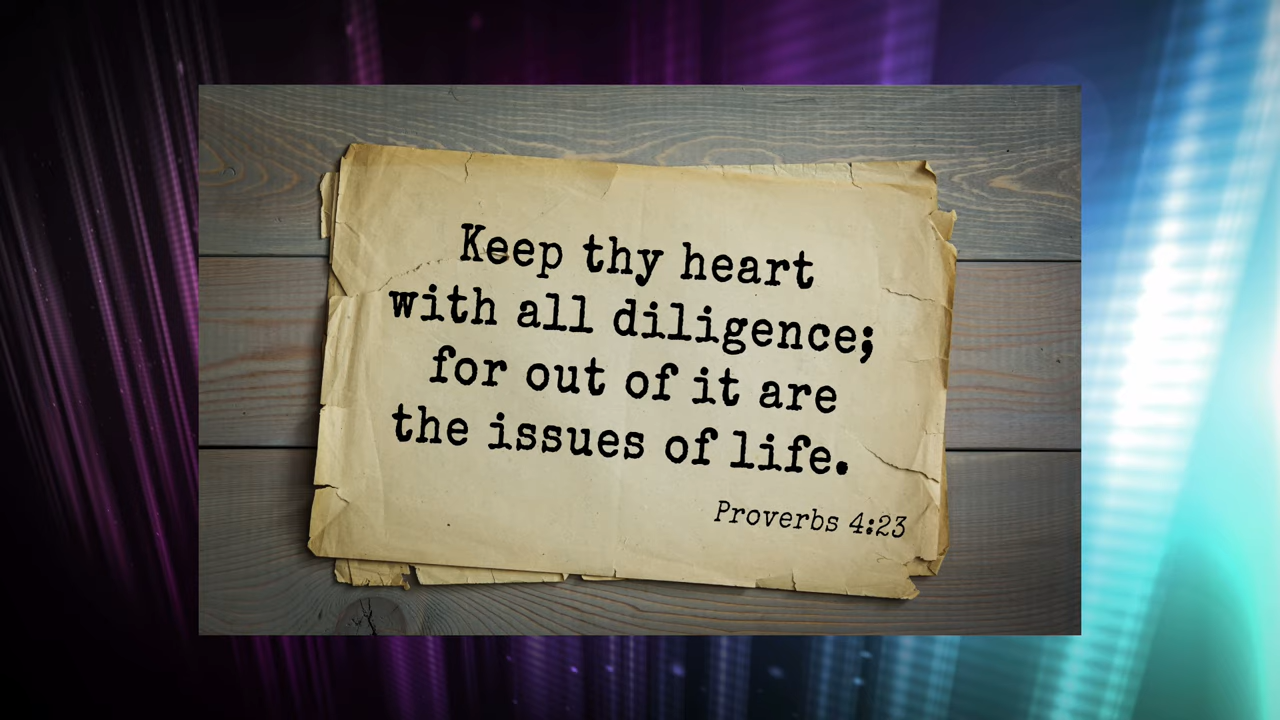 Keep thy heart
with all diligence;
for out of it are
the issues of life.
Proverbs 4:23